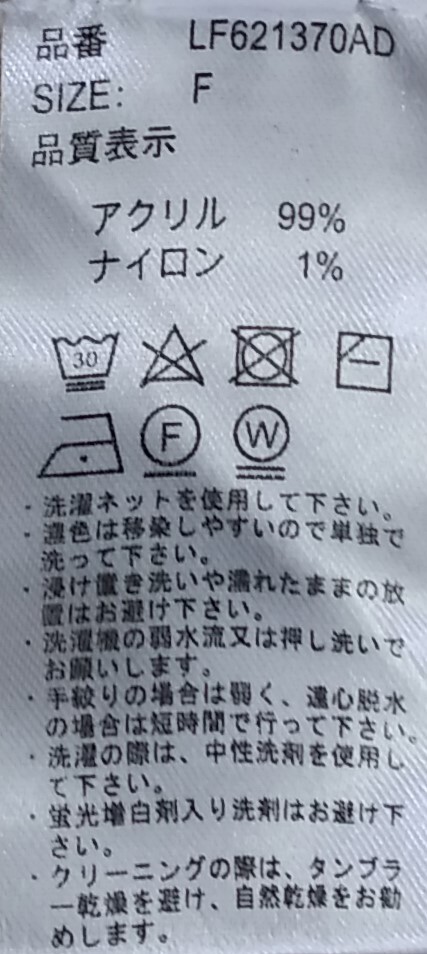 品番 LF621370AD
SIZE: F
品質表示
アクリル 99%
ナイロン 1%
30
F W
・洗濯ネットを使用して下さい。
・濃色は移染しやすいので単独で
洗って下さい。
・浸け置き洗いや濡れたままの放
置はお避け下さい。
・洗濯機の弱水流又は押し洗いで
お願いします。
・手絞りの場合は弱く、遠心脱水
の場合は短時間で行って下さい。
・洗濯の際は、中性洗剤を使用し
て下さい。
・蛍光増白剤入り洗剤はお避け下
さい。
・クリーニングの際は、タンブラ
ー乾燥を避け、自然乾燥をお勧
めします。